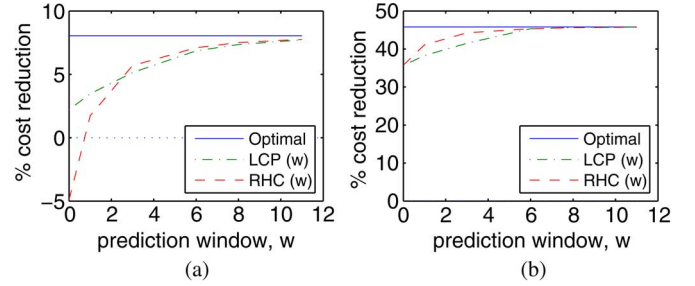 10
5
0
−5
% cost reduction
Optimal
LCP (w)
RHC (w)
0 2 4 6 8 10 12
prediction window, w
(a)
50
40
30
20
10
0
% cost reduction
Optimal
LCP (w)
RHC (w)
0 2 4 6 8 10 12
prediction window, w
(b)